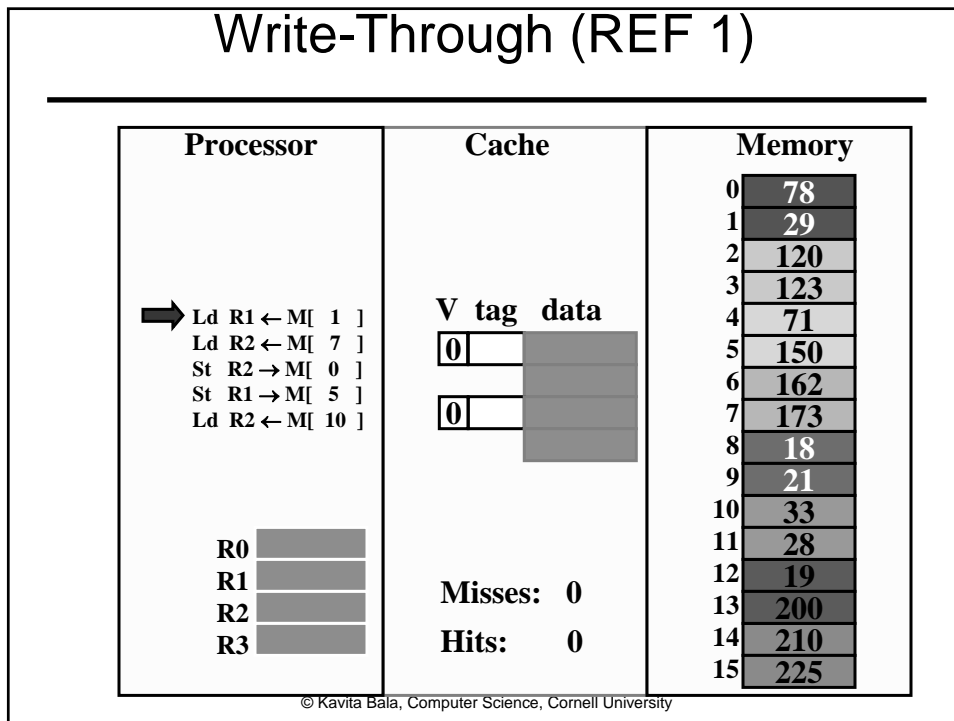 Write-Through (REF 1)
Processor
Ld R1 ← M[ 1 ]
Ld R2 ← M[ 7 ]
St R2 → M[ 0 ]
St R1 → M[ 5 ]
Ld R2 ← M[ 10 ]
R0
R1
R2
R3
Cache
V tag data
0
0
Misses: 0
Hits: 0
Memory
0 78
1 29
2 120
3 123
4 71
5 150
6 162
7 173
8 18
9 21
10 33
11 28
12 19
13 200
14 210
15 225
© Kavita Bala, Computer Science, Cornell University